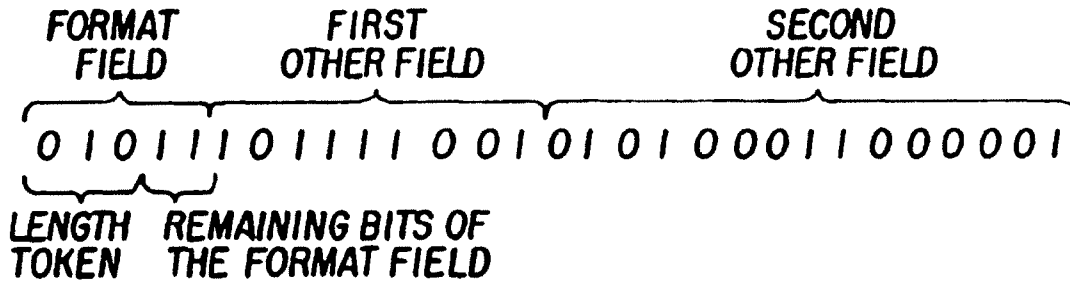 FORMAT FIRST SECOND
FIELD OTHER FIELD OTHER FIELD
0 1 0 1 1 1 0 1 1 1 1 0 0 1 0 1 0 1 0 0 0 1 1 0 0 0 0 0 1
LENGTH REMAINING BITS OF
TOKEN THE FORMAT FIELD